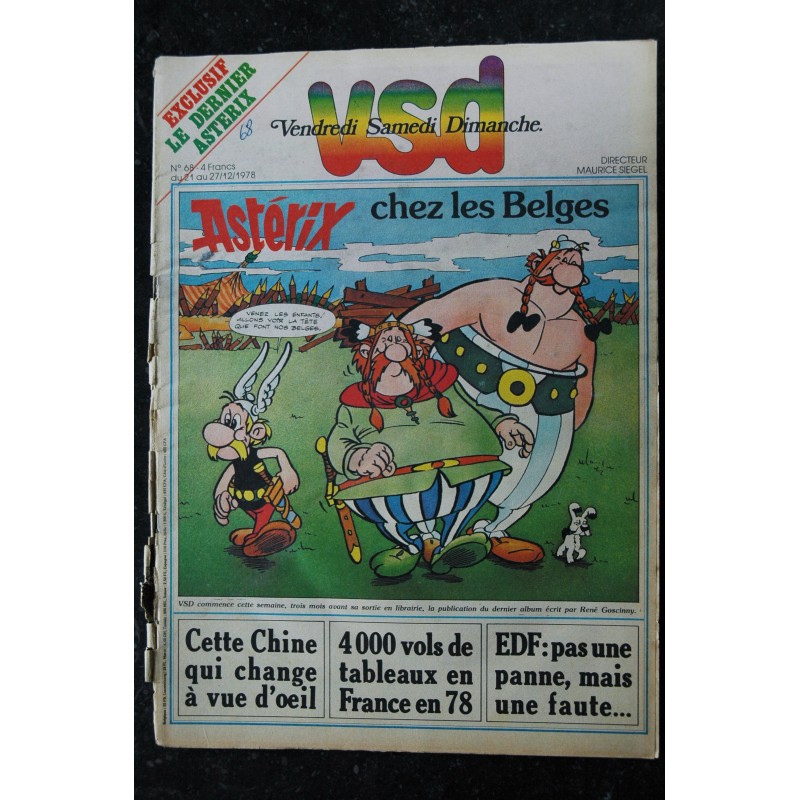 EXCLUSIF
LE DERNIER
ASTERIX
68
vsd
Vendredi Samedi Dimanche.
N° 68 - 4 Francs
du 21 au 27/12/1978
DIRECTEUR
MAURICE SIEGEL
Astérix chez les Belges
VENEZ LES ENFANTS!
ALLONS VOIR LA TÊTE
QUE FONT NOS BELGES.
VSD commence cette semaine, trois mois avant sa sortie en librairie, la publication du dernier album écrit par René Goscinny.
Cette Chine
qui change
à vue d'oeil
4 000 vols de
tableaux en
France en 78
EDF: pas une
panne, mais
une faute...